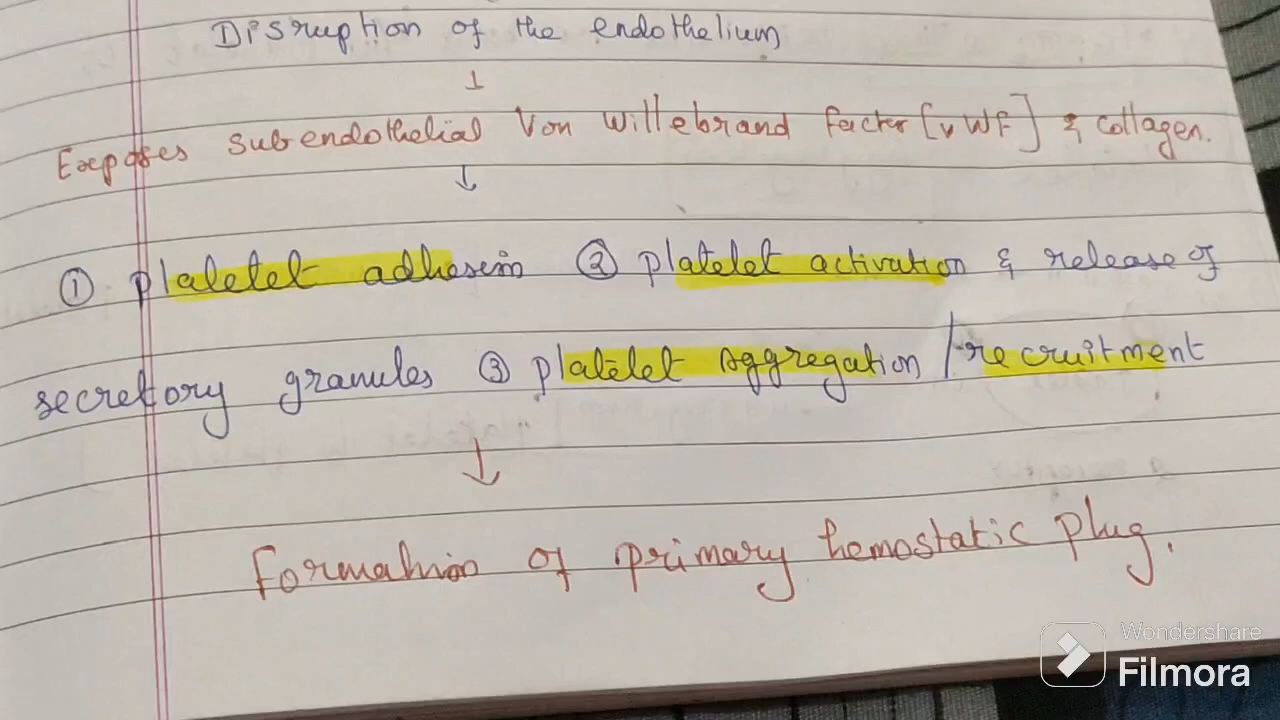 Disruption of the endothelium
↓
Exposes subendothelial Von Willebrand factor [vWF] & collagen.
↓
① platelet adhesion ② platelet activation & release of
secretory granules ③ platelet aggregation / recruitment
↓
Formation of primary hemostatic plug.
Wondershare
Filmora